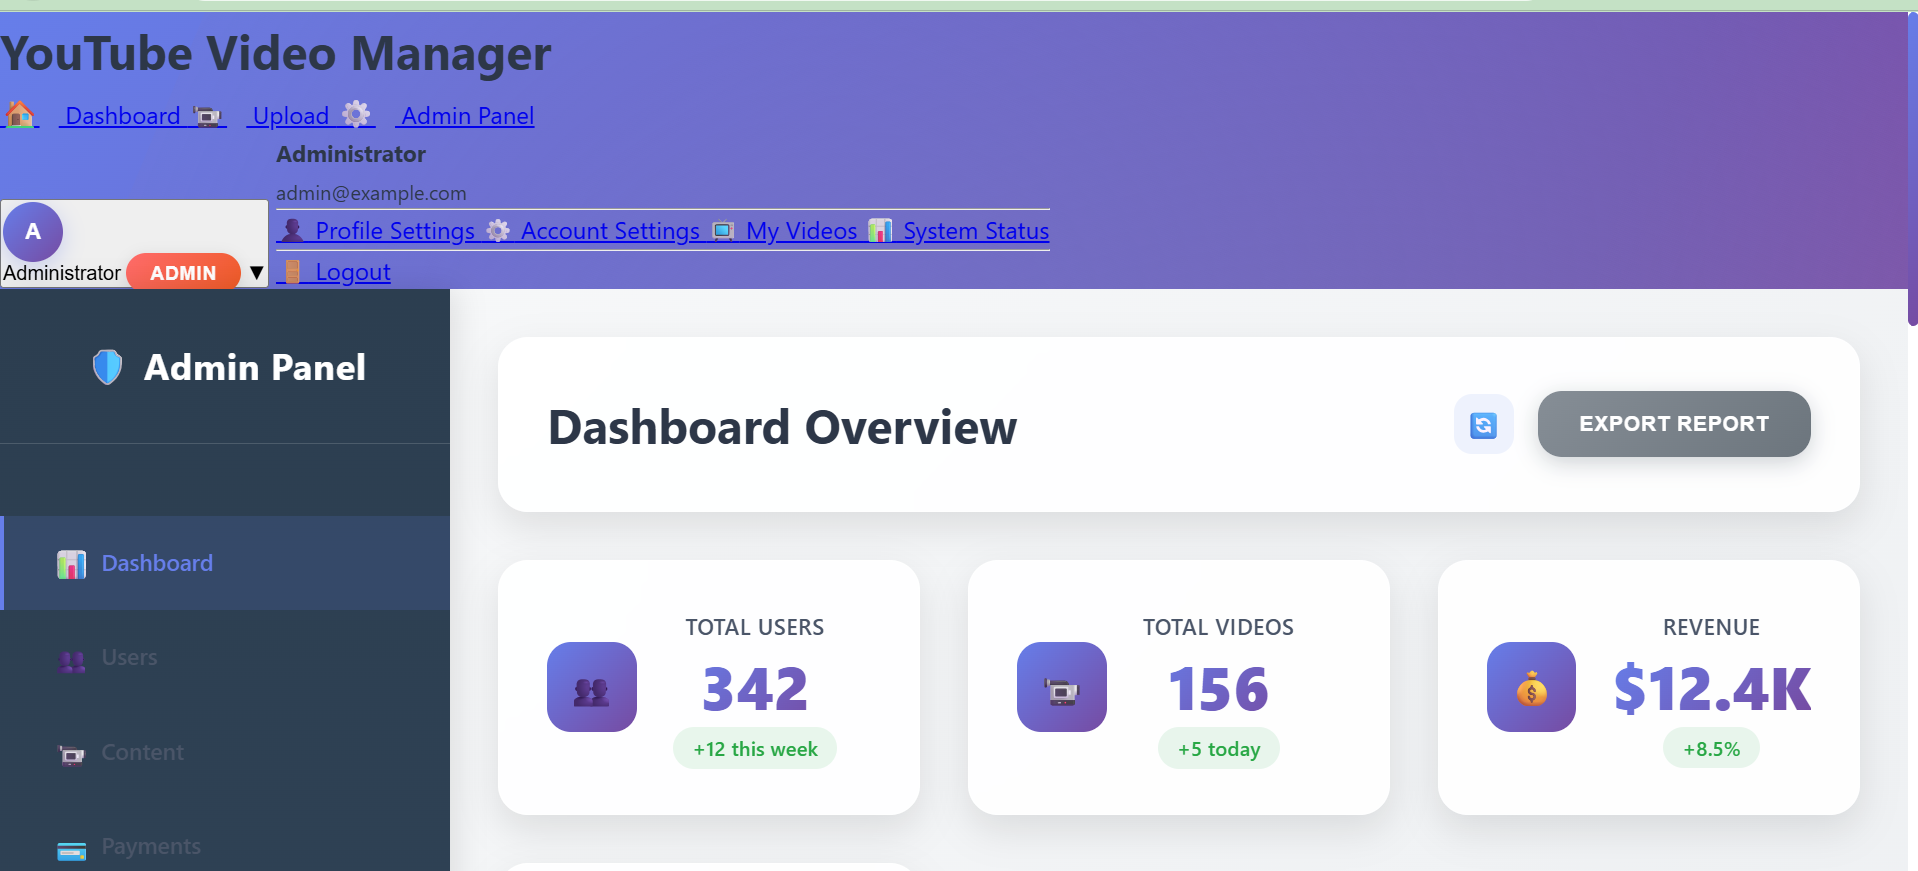 YouTube Video Manager
Dashboard Upload Admin Panel
Administrator
admin@example.com
Profile Settings Account Settings My Videos System Status
Logout
A
Administrator ADMIN ▼
Admin Panel
Dashboard
Users
Content
Payments
Dashboard Overview
EXPORT REPORT
TOTAL USERS
342
+12 this week
TOTAL VIDEOS
156
+5 today
REVENUE
$12.4K
+8.5%